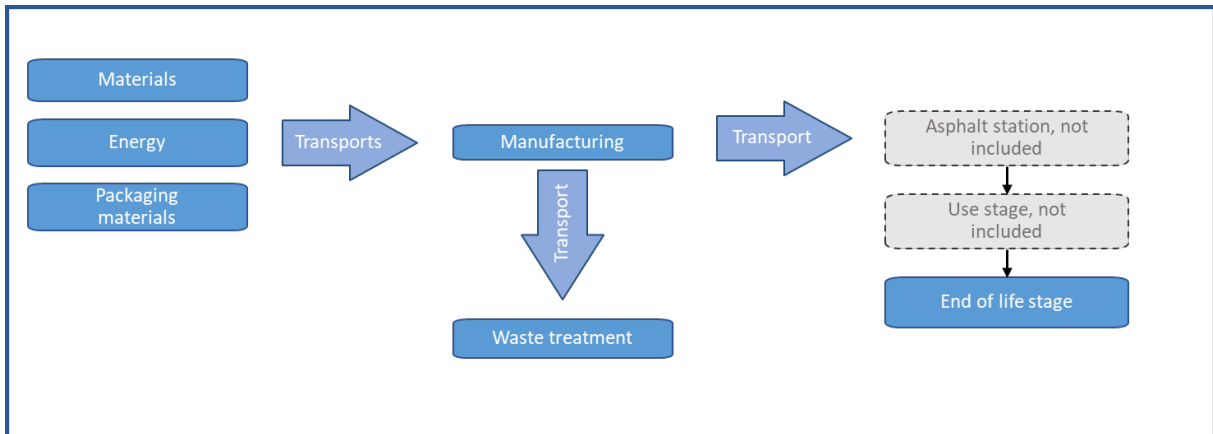 Materials
Energy
Packaging
materials
Transports
Manufacturing
Transport
Waste treatment
Transport
Asphalt station, not
included
Use stage, not
included
End of life stage